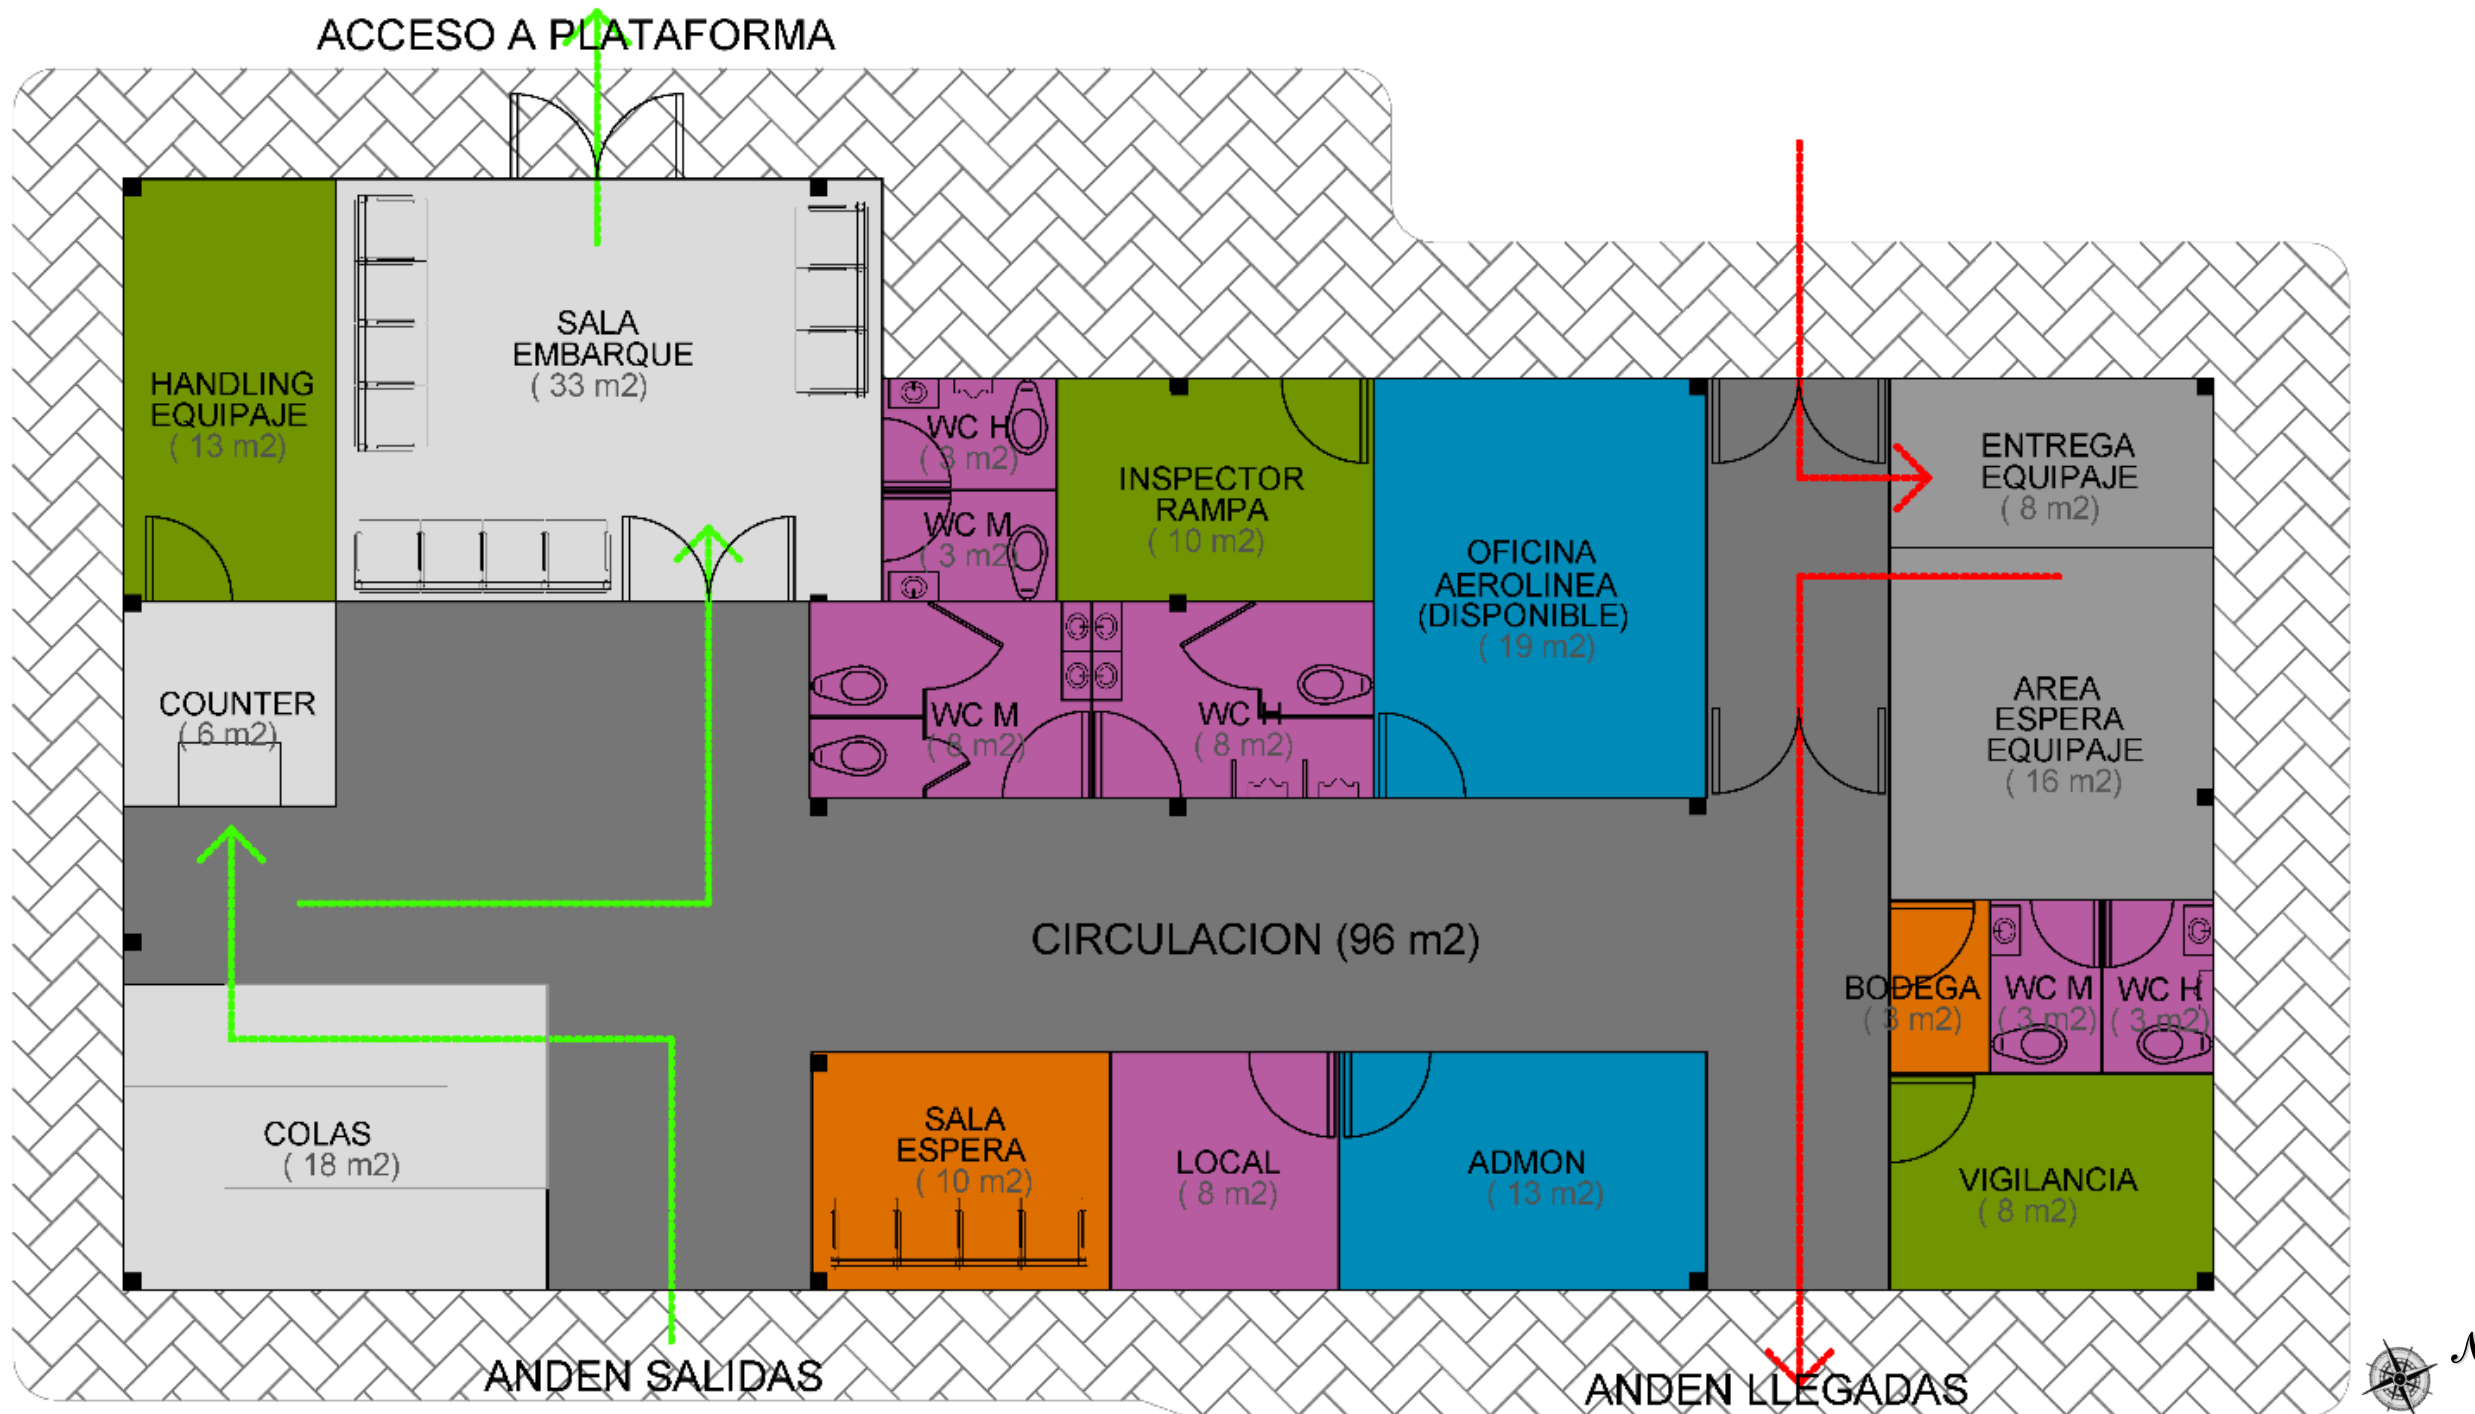 ACCESO A PLATAFORMA
HANDLING
EQUIPAJE
( 13 m2)
SALA
EMBARQUE
( 33 m2)
WC H
( 3 m2)
WC M
( 3 m2)
INSPECTOR
RAMPA
( 10 m2)
OFICINA
AEROLINEA
(DISPONIBLE)
( 19 m2)
ENTREGA
EQUIPAJE
( 8 m2)
COUNTER
( 6 m2)
WC M
( 8 m2)
WC H
( 8 m2)
AREA
ESPERA
EQUIPAJE
( 16 m2)
CIRCULACION (96 m2)
BODEGA
( 3 m2)
WC M
( 3 m2)
WC H
( 3 m2)
COLAS
( 18 m2)
SALA
ESPERA
( 10 m2)
LOCAL
( 8 m2)
ADMON
( 13 m2)
VIGILANCIA
( 8 m2)
ANDEN SALIDAS
ANDEN LLEGADAS
N